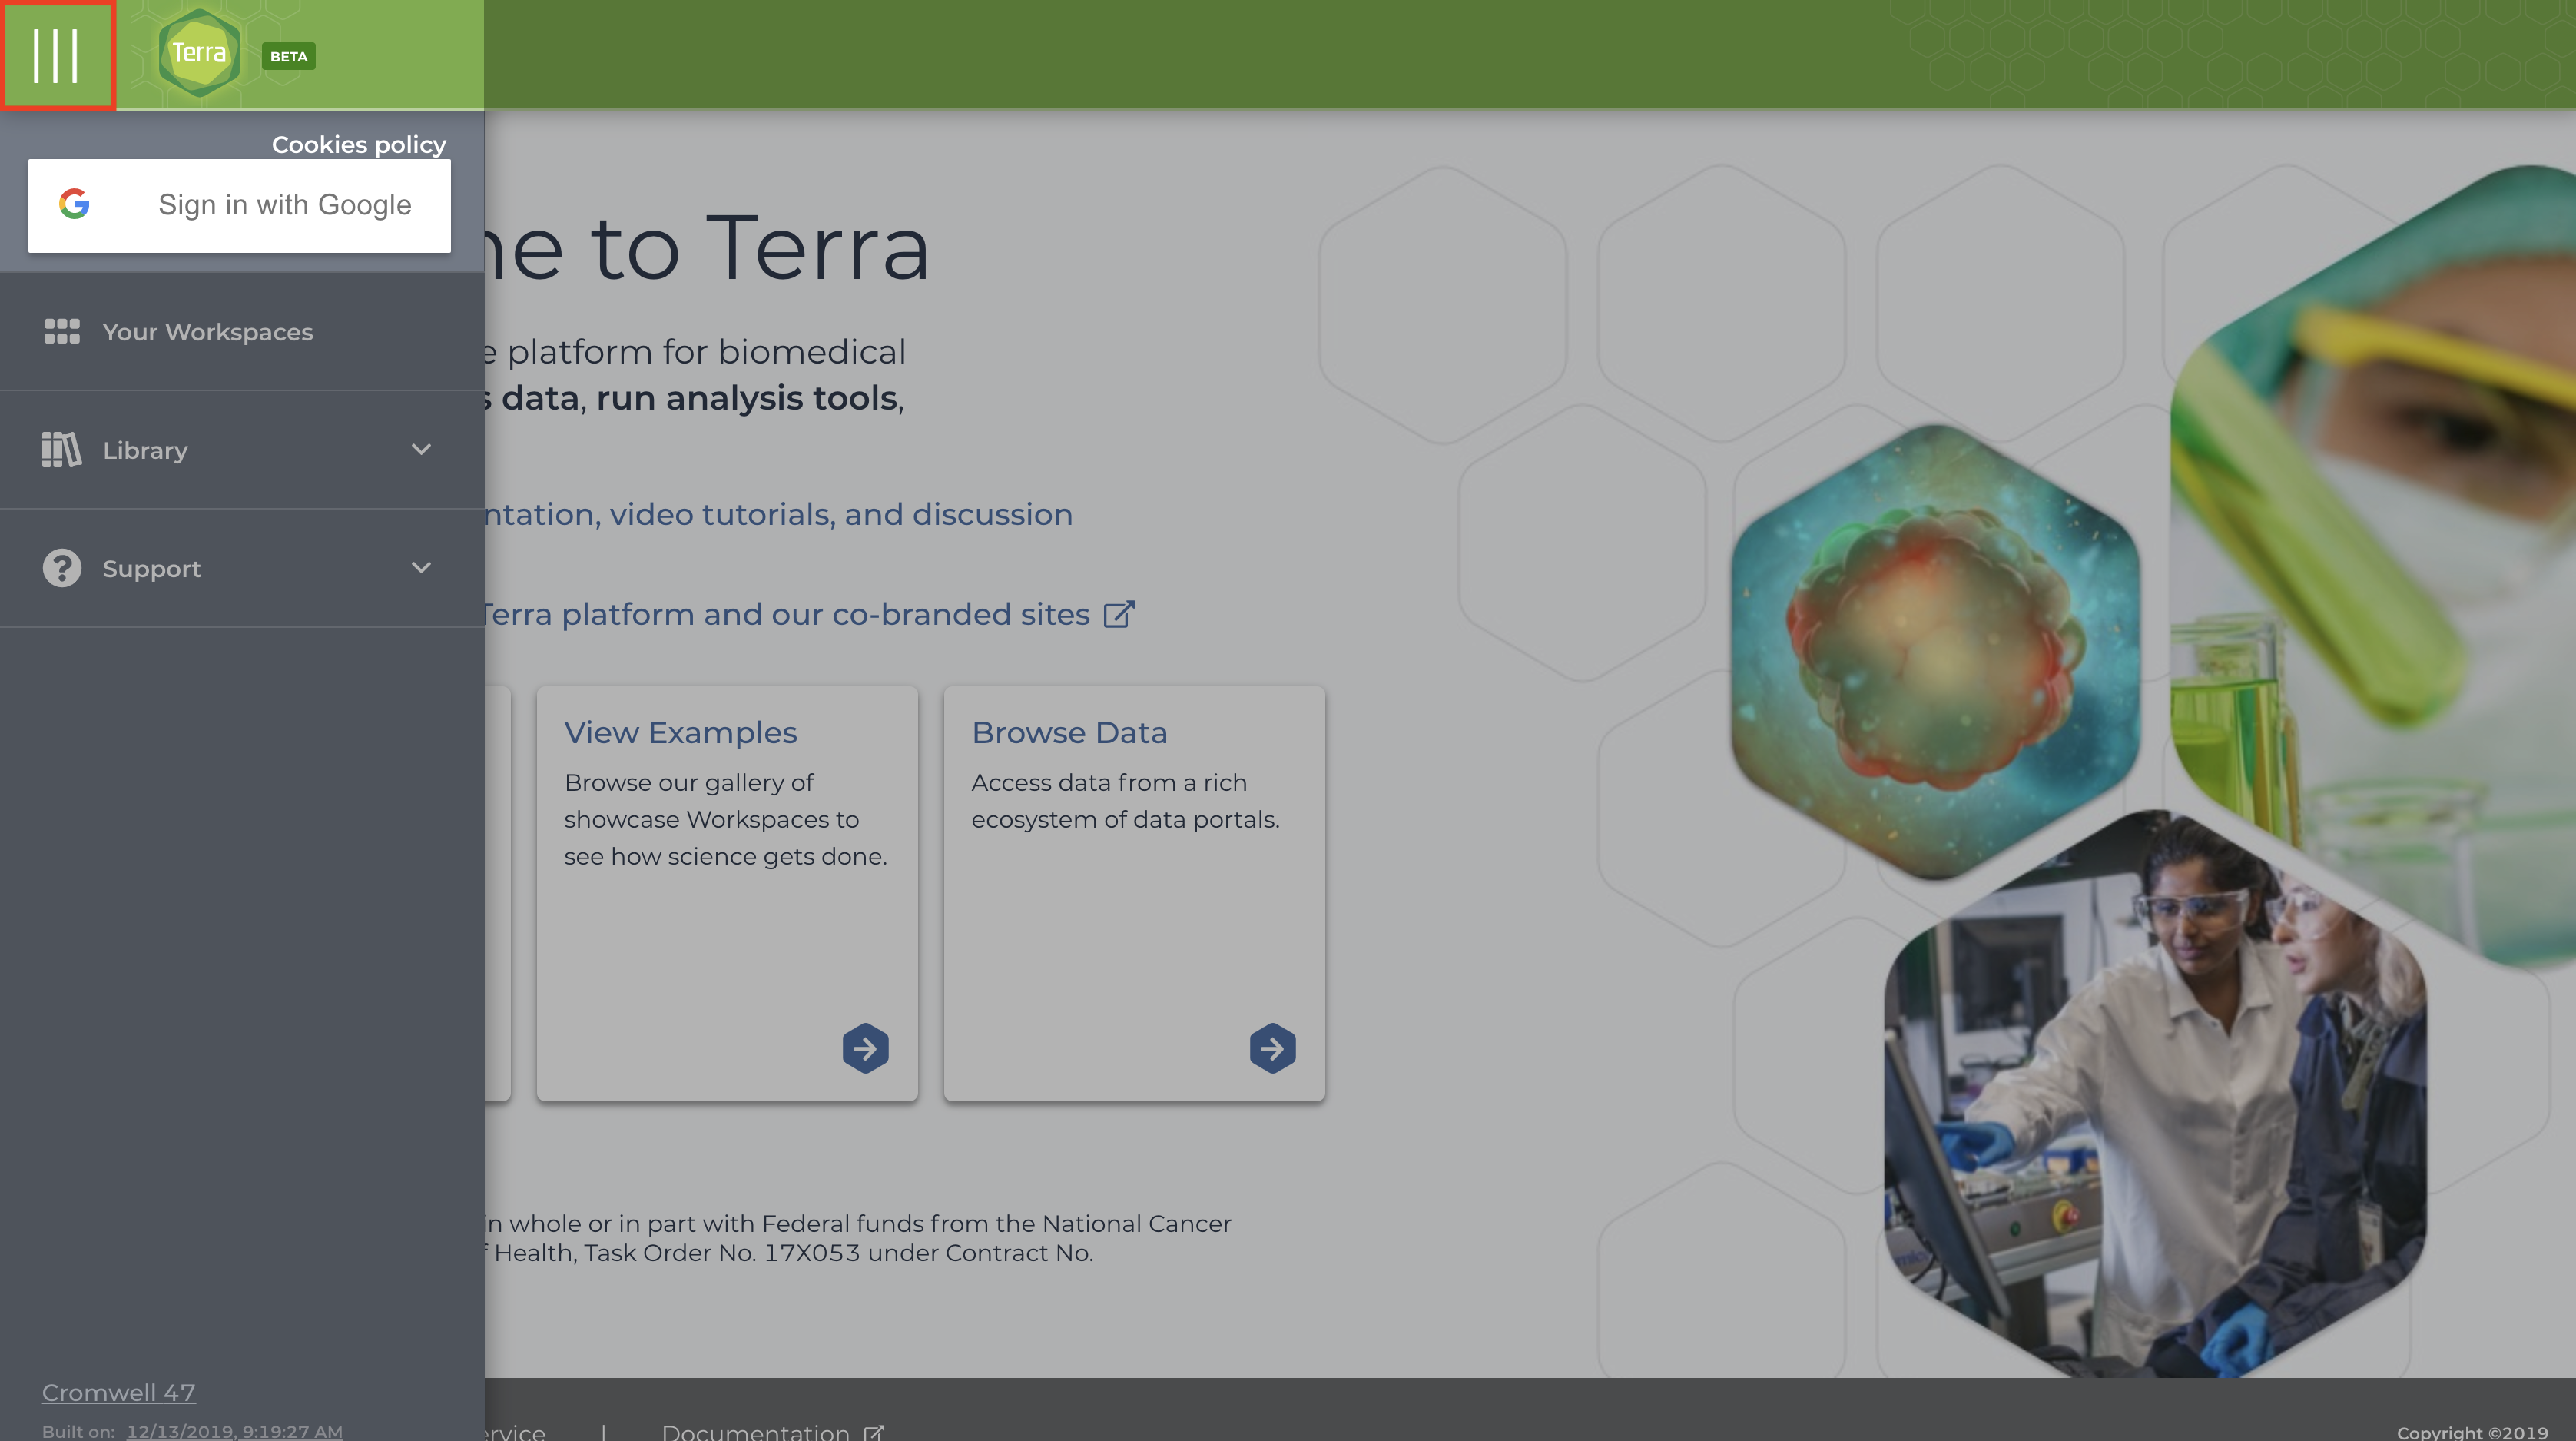 Terra
BETA
Cookies policy
Sign in with Google
Your Workspaces
Library
Support
Cromwell 47
Built on: 12/13/2019, 9:19:27 AM
ne to Terra
e platform for biomedical
s data, run analysis tools,
ntation, video tutorials, and discussion
Terra platform and our co-branded sites
View Examples
Browse our gallery of
showcase Workspaces to
see how science gets done.
Browse Data
Access data from a rich
ecosystem of data portals.
in whole or in part with Federal funds from the National Cancer
f Health, Task Order No. 17X053 under Contract No.
ervice | Documentation
Copyright ©2019